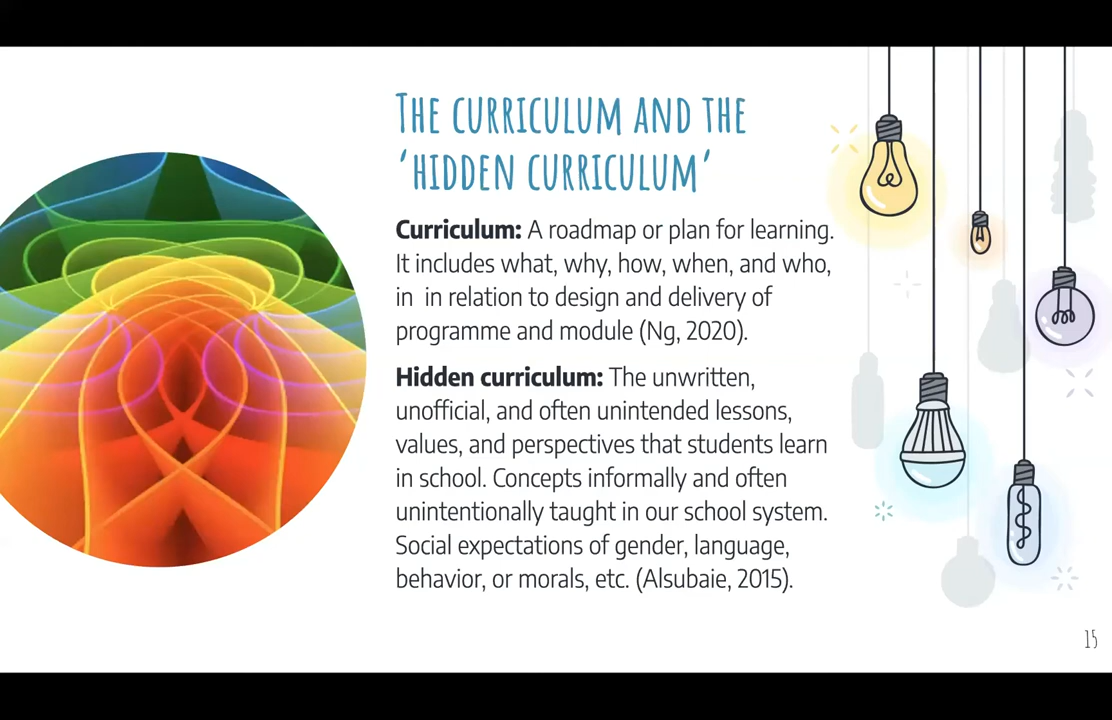 The curriculum and the
‘hidden curriculum’
Curriculum: A roadmap or plan for learning.
It includes what, why, how, when, and who,
in  in relation to design and delivery of
programme and module (Ng, 2020).
Hidden curriculum: The unwritten,
unofficial, and often unintended lessons,
values, and perspectives that students learn
in school. Concepts informally and often
unintentionally taught in our school system.
Social expectations of gender, language,
behavior, or morals, etc. (Alsubaie, 2015).
15